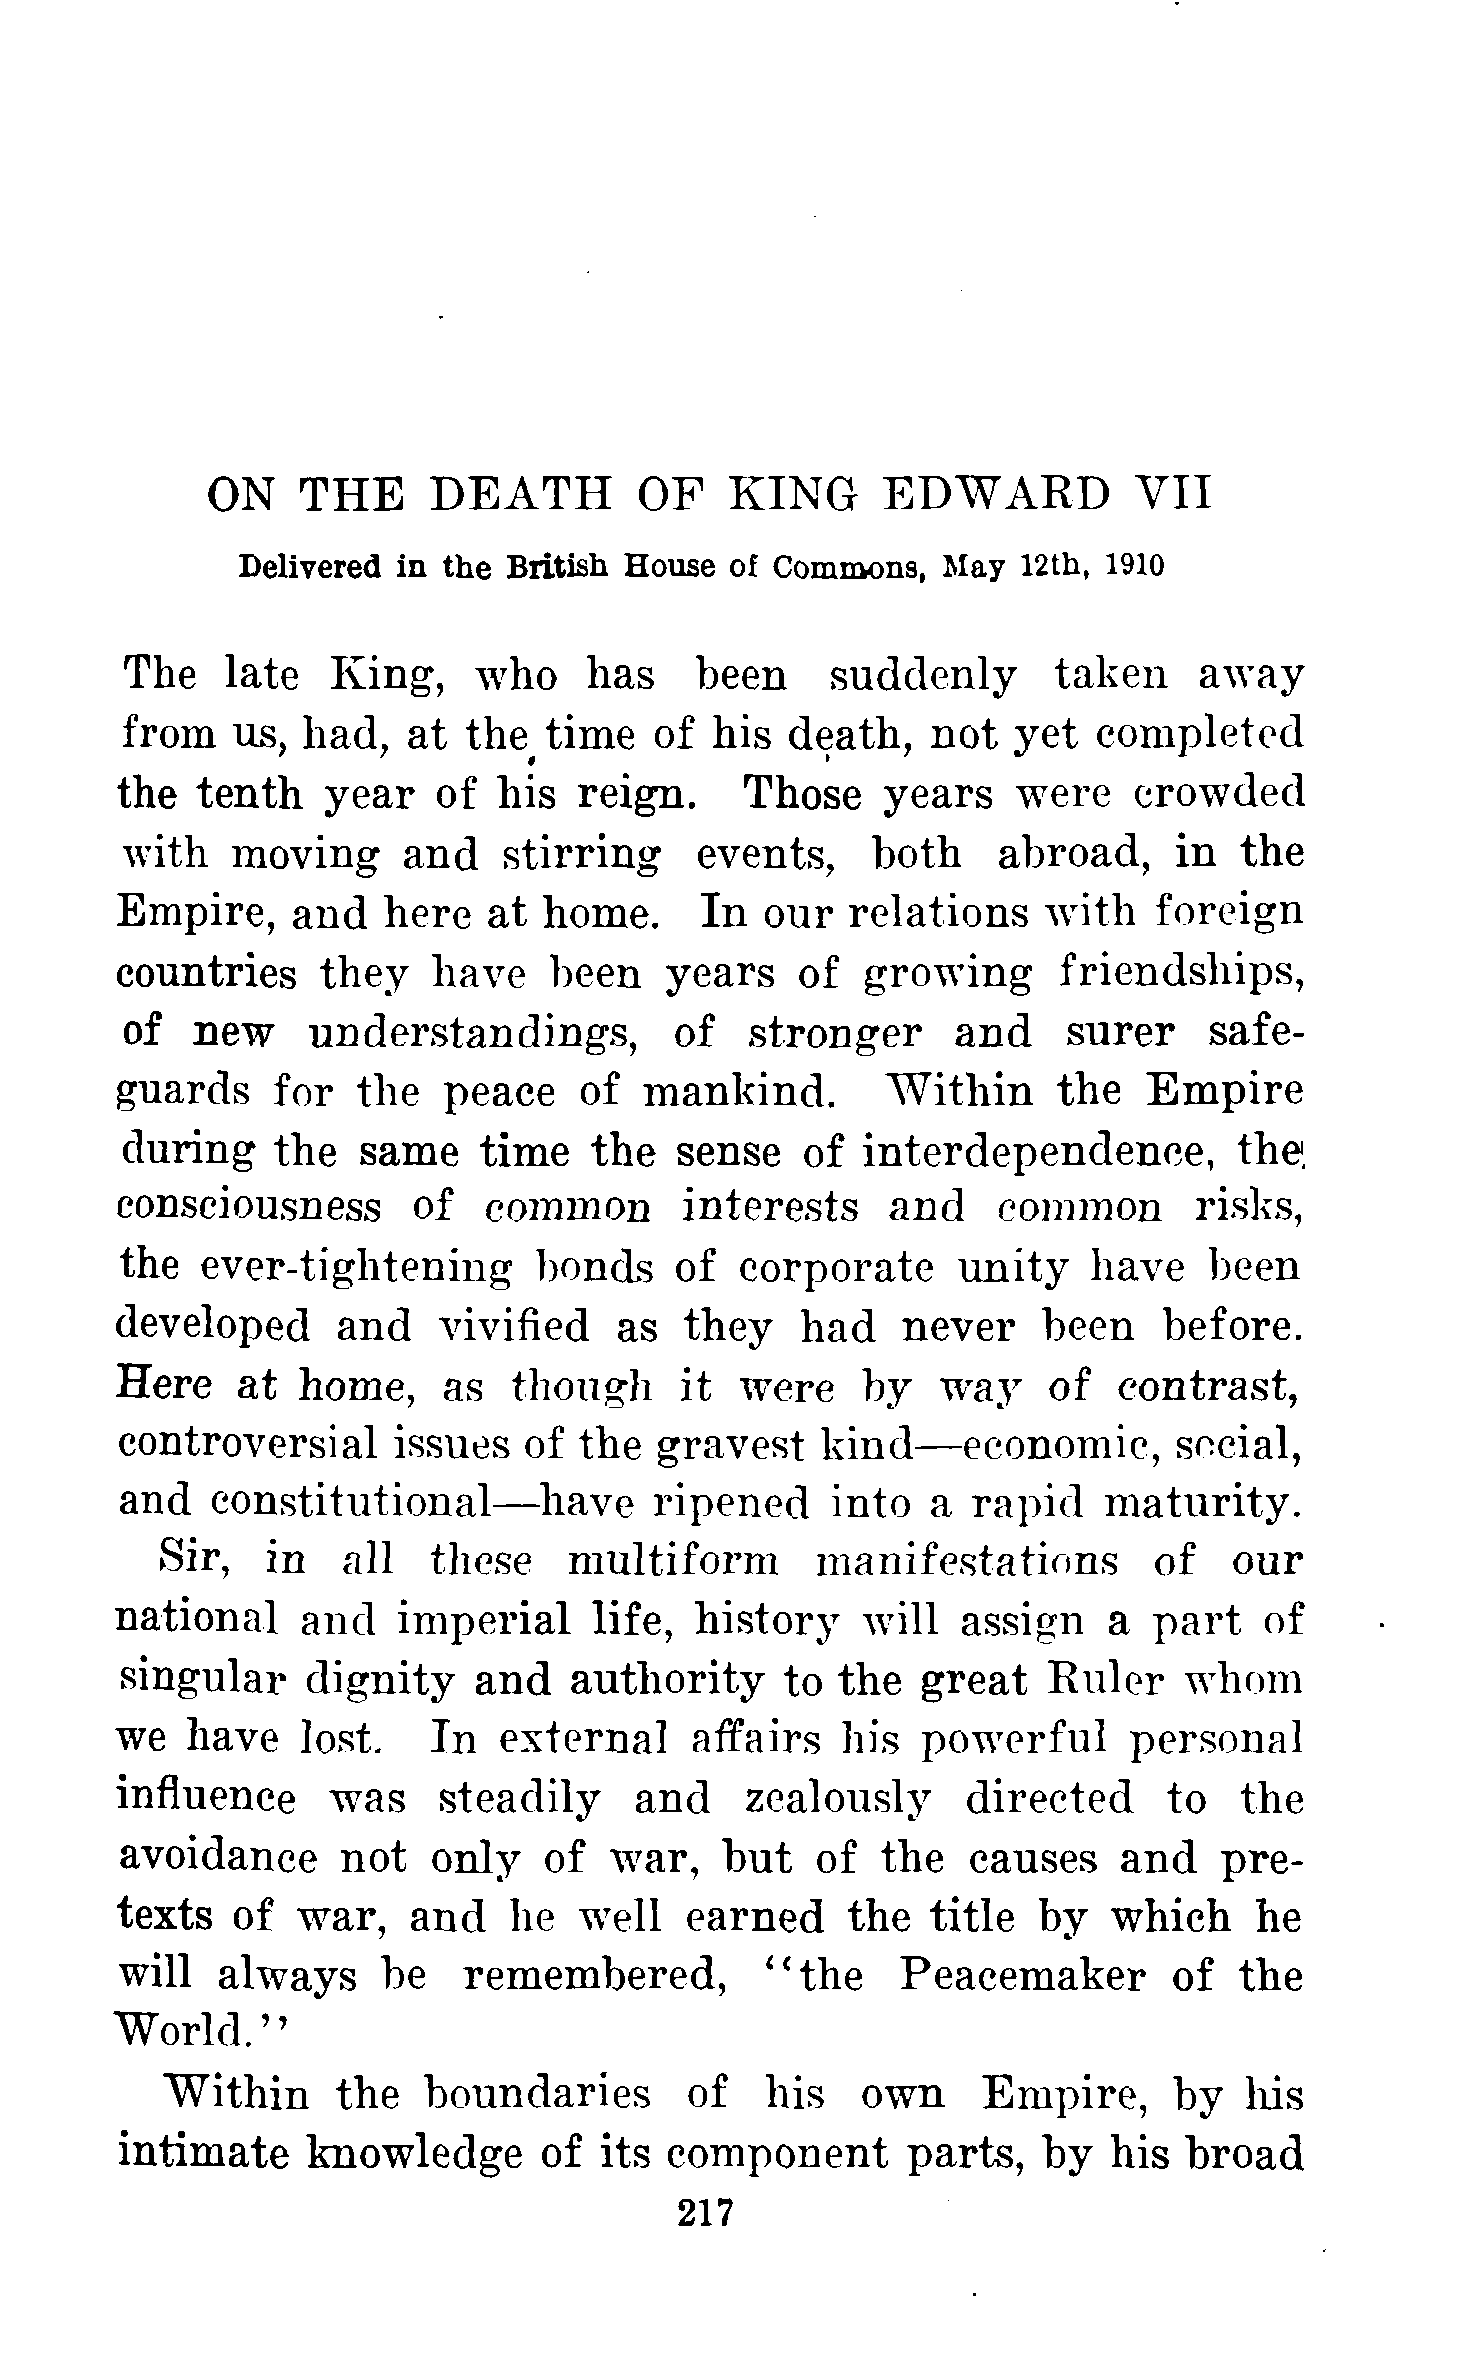 ON THE DEATH OF KING EDWARD VII
Delivered in the British House of Commons, May 12th, 1910
The late King, who has been suddenly taken away
from us, had, at the time of his death, not yet completed
the tenth year of his reign. Those years were crowded
with moving and stirring events, both abroad, in the
Empire, and here at home. In our relations with foreign
countries they have been years of growing friendships,
of new understandings, of stronger and surer safe-
guards for the peace of mankind. Within the Empire
during the same time the sense of interdependence, the
consciousness of common interests and common risks,
the ever-tightening bonds of corporate unity have been
developed and vivified as they had never been before.
Here at home, as though it were by way of contrast,
controversial issues of the gravest kind—economic, social,
and constitutional—have ripened into a rapid maturity.
Sir, in all these multiform manifestations of our
national and imperial life, history will assign a part of
singular dignity and authority to the great Ruler whom
we have lost. In external affairs his powerful personal
influence was steadily and zealously directed to the
avoidance not only of war, but of the causes and pre-
texts of war, and he well earned the title by which he
will always be remembered, "the Peacemaker of the
World."
Within the boundaries of his own Empire, by his
intimate knowledge of its component parts, by his broad
217